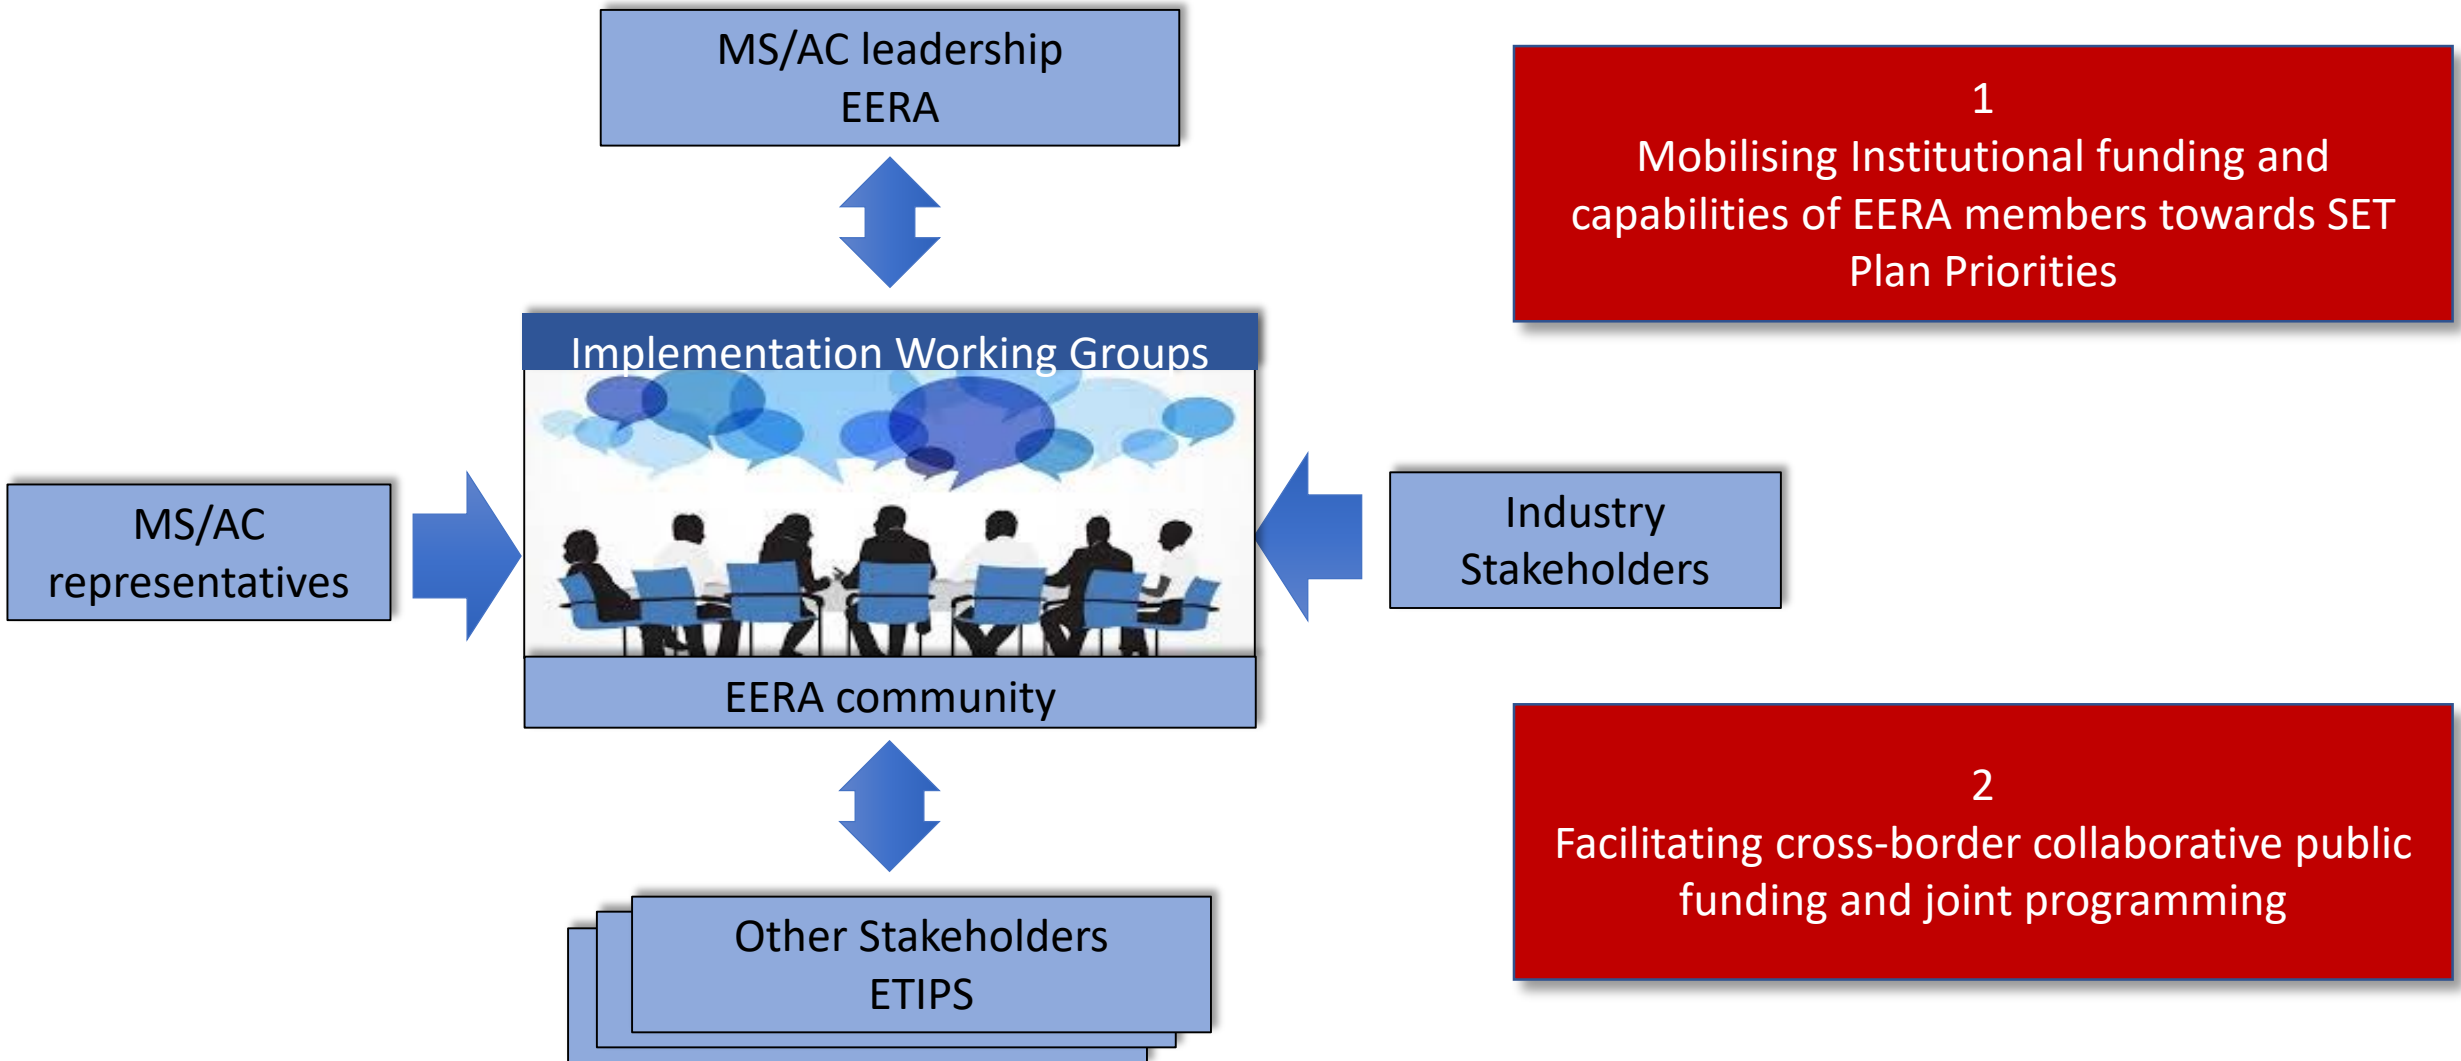 MS/AC leadership
EERA
1
Mobilising Institutional funding and
capabilities of EERA members towards SET
Plan Priorities
Implementation Working Groups
MS/AC
representatives
Industry
Stakeholders
EERA community
2
Facilitating cross-border collaborative public
funding and joint programming
Other Stakeholders
ETIPS